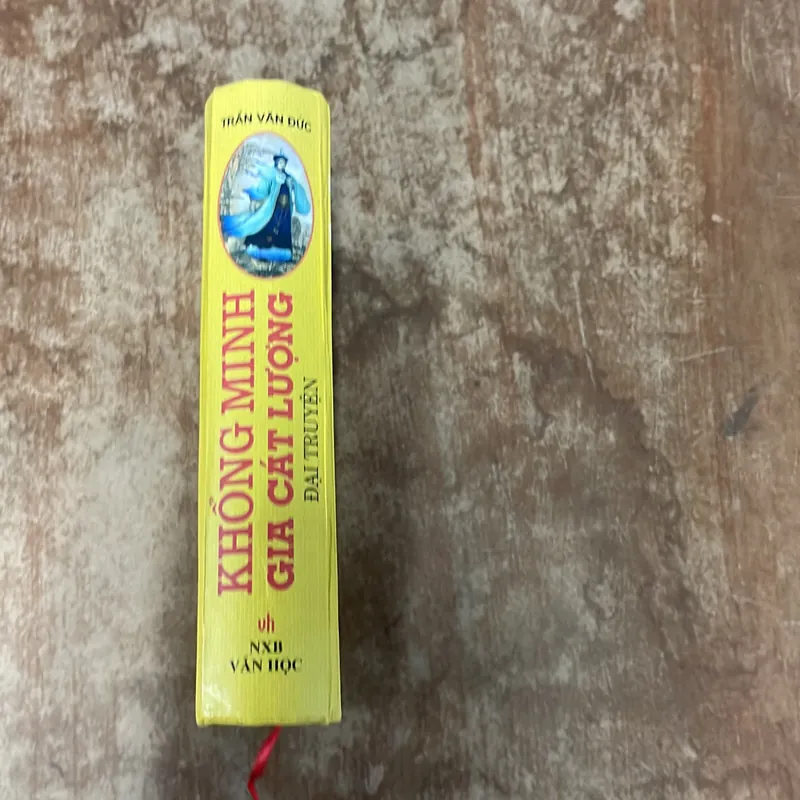 TRẦN VĂN ĐỨC
KHỔNG MINH
GIA CÁT LƯỢNG
ĐẠI TRUYỆN
vh
NXB
VĂN HỌC